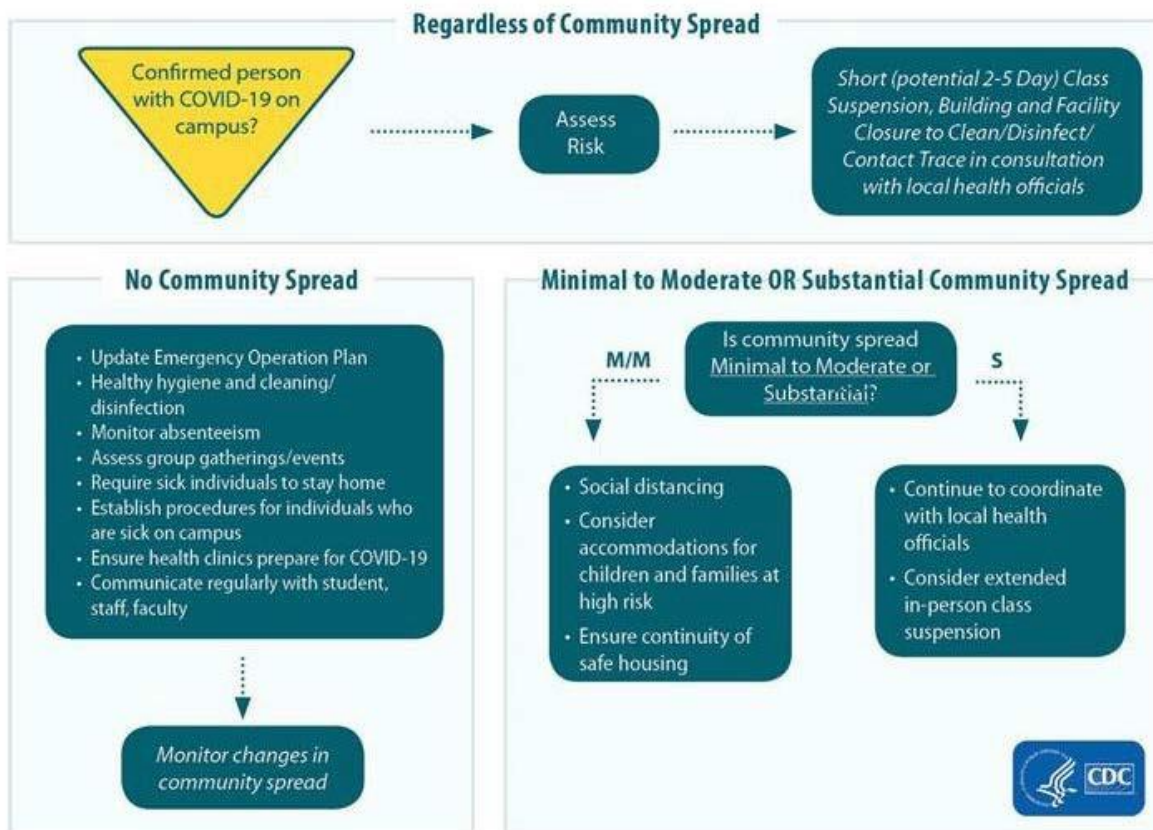 Regardless of Community Spread
Confirmed person
with COVID-19 on
campus?
Assess
Risk
Short (potential 2-5 Day) Class
Suspension, Building and Facility
Closure to Clean/Disinfect/
Contact Trace in consultation
with local health officials
No Community Spread
• Update Emergency Operation Plan
• Healthy hygiene and cleaning/
disinfection
• Monitor absenteeism
• Assess group gatherings/events
• Require sick individuals to stay home
• Establish procedures for individuals who
are sick on campus
• Ensure health clinics prepare for COVID-19
• Communicate regularly with student,
staff, faculty
Monitor changes in
community spread
Minimal to Moderate OR Substantial Community Spread
Is community spread
Minimal to Moderate or
Substantial?
M/M
S
• Social distancing
• Consider
accommodations for
children and families at
high risk
• Ensure continuity of
safe housing
• Continue to coordinate
with local health
officials
• Consider extended
in-person class
suspension
CDC